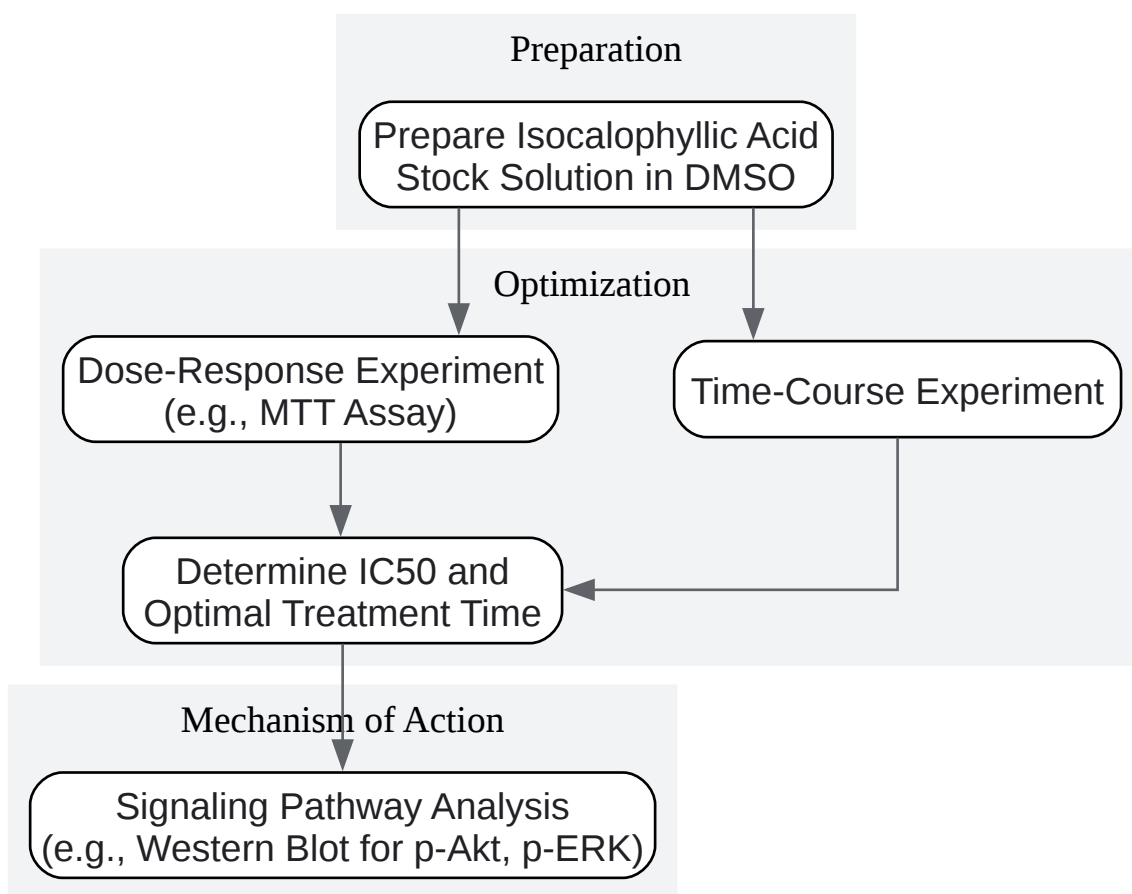 Preparation
Prepare Isocalophyllic Acid
Stock Solution in DMSO
Optimization
Dose-Response Experiment
(e.g., MTT Assay)
Time-Course Experiment
Determine IC50 and
Optimal Treatment Time
Mechanism of Action
Signaling Pathway Analysis
(e.g., Western Blot for p-Akt, p-ERK)